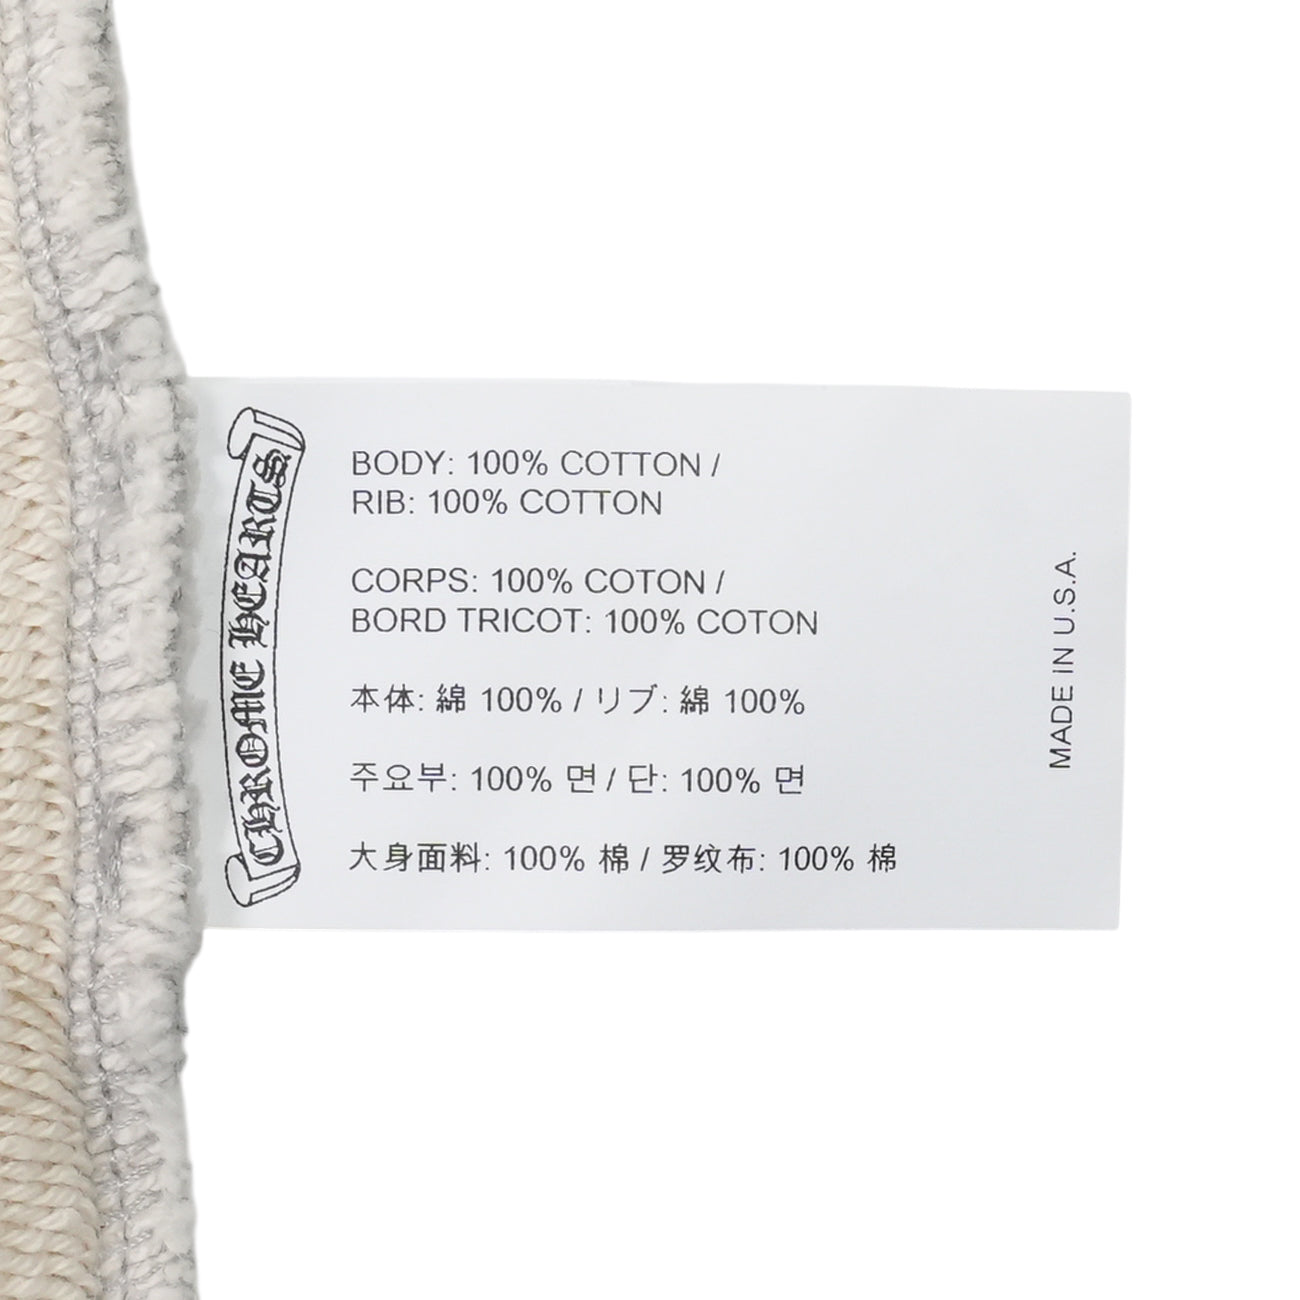 CHROME HEARTS
BODY: 100% COTTON /
RIB: 100% COTTON
CORPS: 100% COTON /
BORD TRICOT: 100% COTON
本体: 綿 100% / リブ: 綿 100%
주요부: 100% 면 / 단: 100% 면
大身面料: 100% 棉 / 罗纹布: 100% 棉
MADE IN U.S.A.